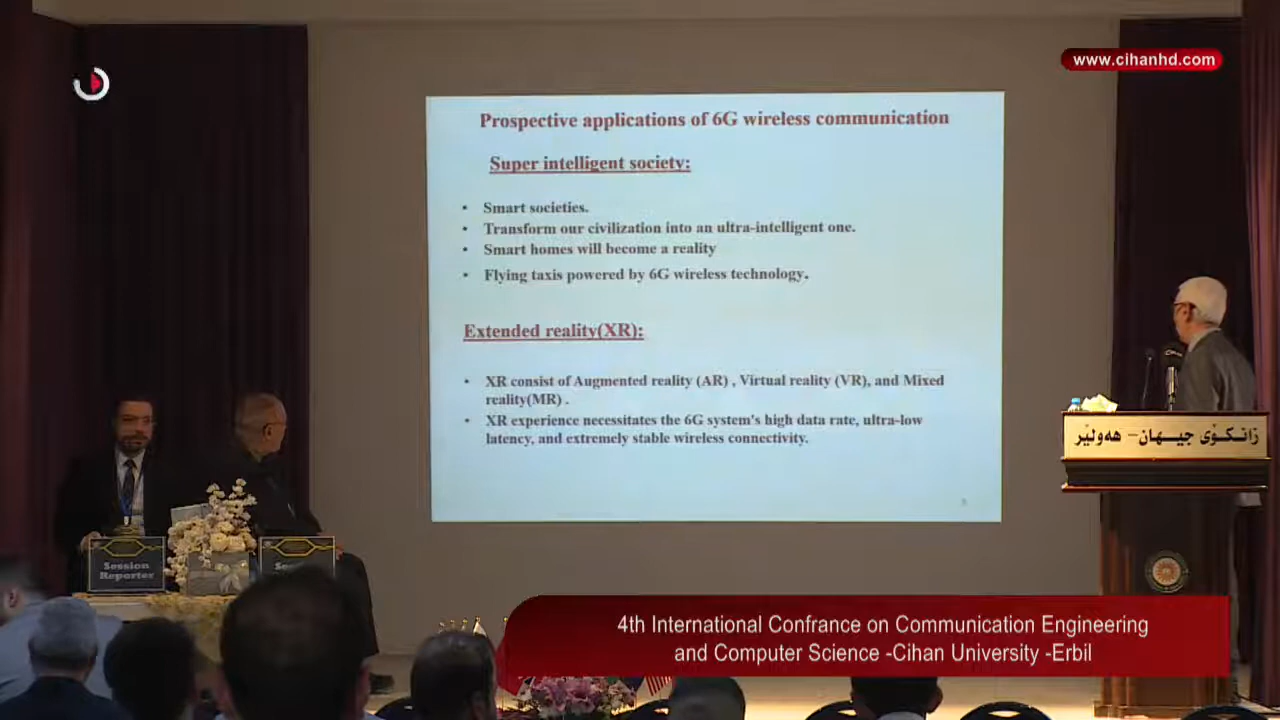 www.cihanhd.com
Prospective applications of 6G wireless communication
Super intelligent society:
• Smart societies.
• Transform our civilization into an ultra-intelligent one.
• Smart homes will become a reality
• Flying taxis powered by 6G wireless technology.
Extended reality(XR):
• XR consist of Augmented reality (AR) , Virtual reality (VR), and Mixed
reality(MR) .
• XR experience necessitates the 6G system's high data rate, ultra-low
latency, and extremely stable wireless connectivity.
زانکۆی جیهان - هەولێر
Session
Reporter
4th International Confrance on Communication Engineering
and Computer Science -Cihan University -Erbil